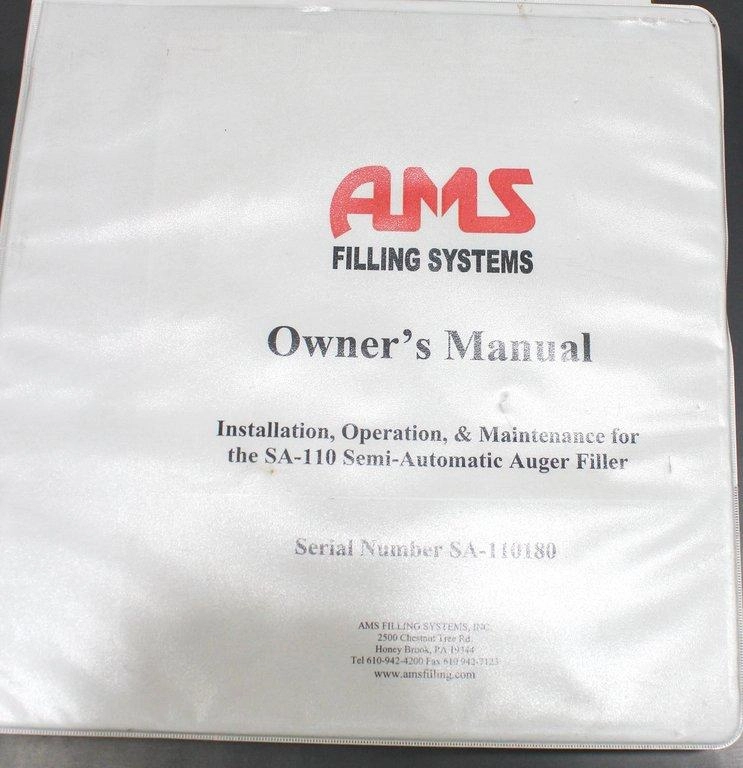 AMS
FILLING SYSTEMS
Owner's Manual
Installation, Operation, & Maintenance for
the SA-110 Semi-Automatic Auger Filler
Serial Number SA-110180
AMS FILLING SYSTEMS, INC.
2500 Chestnut Tree Rd.
Honey Brook, PA 19344
Tel 610-942-4200 Fax 610 942-7123
www.amsfilling.com